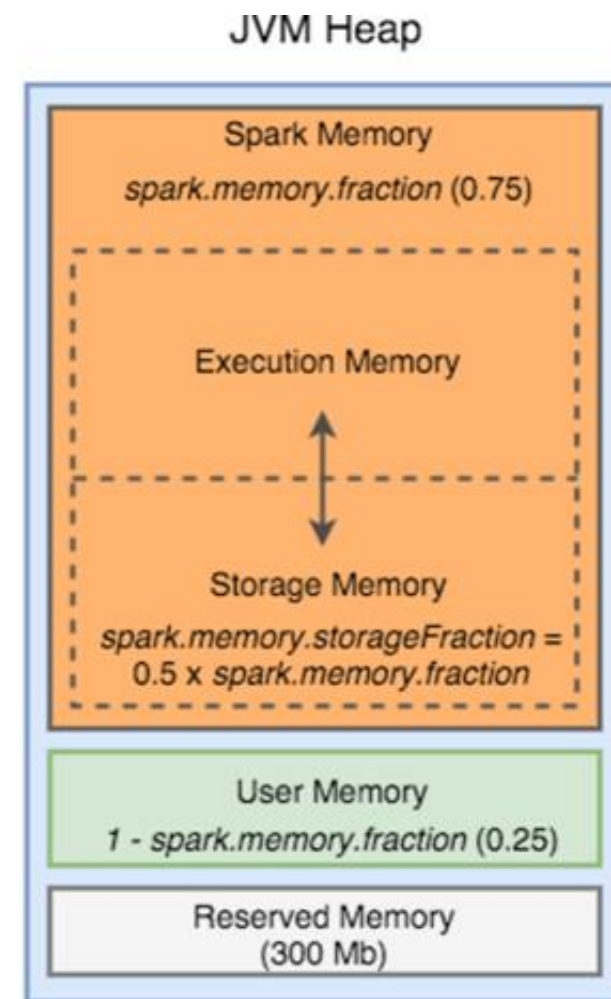 JVM Heap
Spark Memory
spark.memory.fraction (0.75)
Execution Memory
Storage Memory
spark.memory.storageFraction =
0.5 x spark.memory.fraction
User Memory
1 - spark.memory.fraction (0.25)
Reserved Memory
(300 Mb)